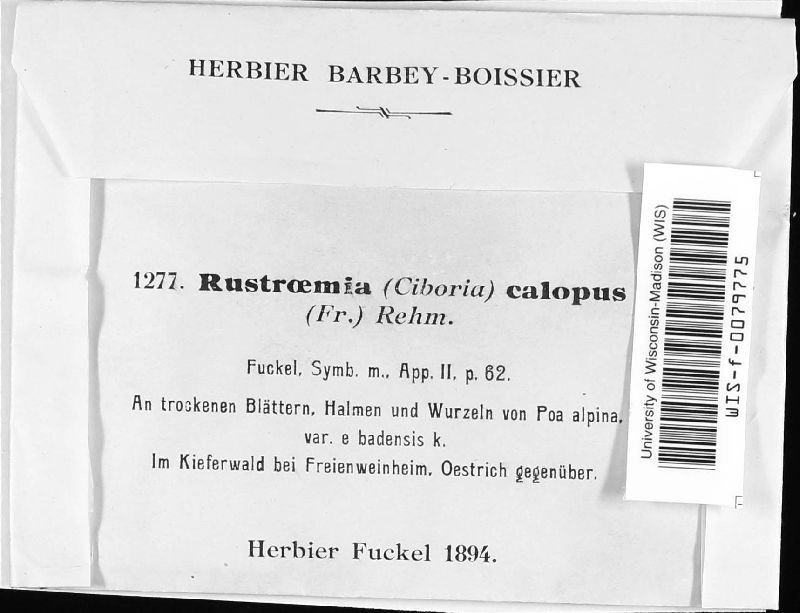 HERBIER BARBEY-BOISSIER
1277. Rustrœmia (Ciboria) calopus
(Fr.) Rehm.
Fuckel, Symb. m., App. II, p. 62.
An trockenen Blättern, Halmen und Wurzeln von Poa alpina,
var. e badensis k.
Im Kieferwald bei Freienweinheim, Oestrich gegenüber.
Herbier Fuckel 1894.
University of Wisconsin-Madison (WIS)
WIS-f-0079775